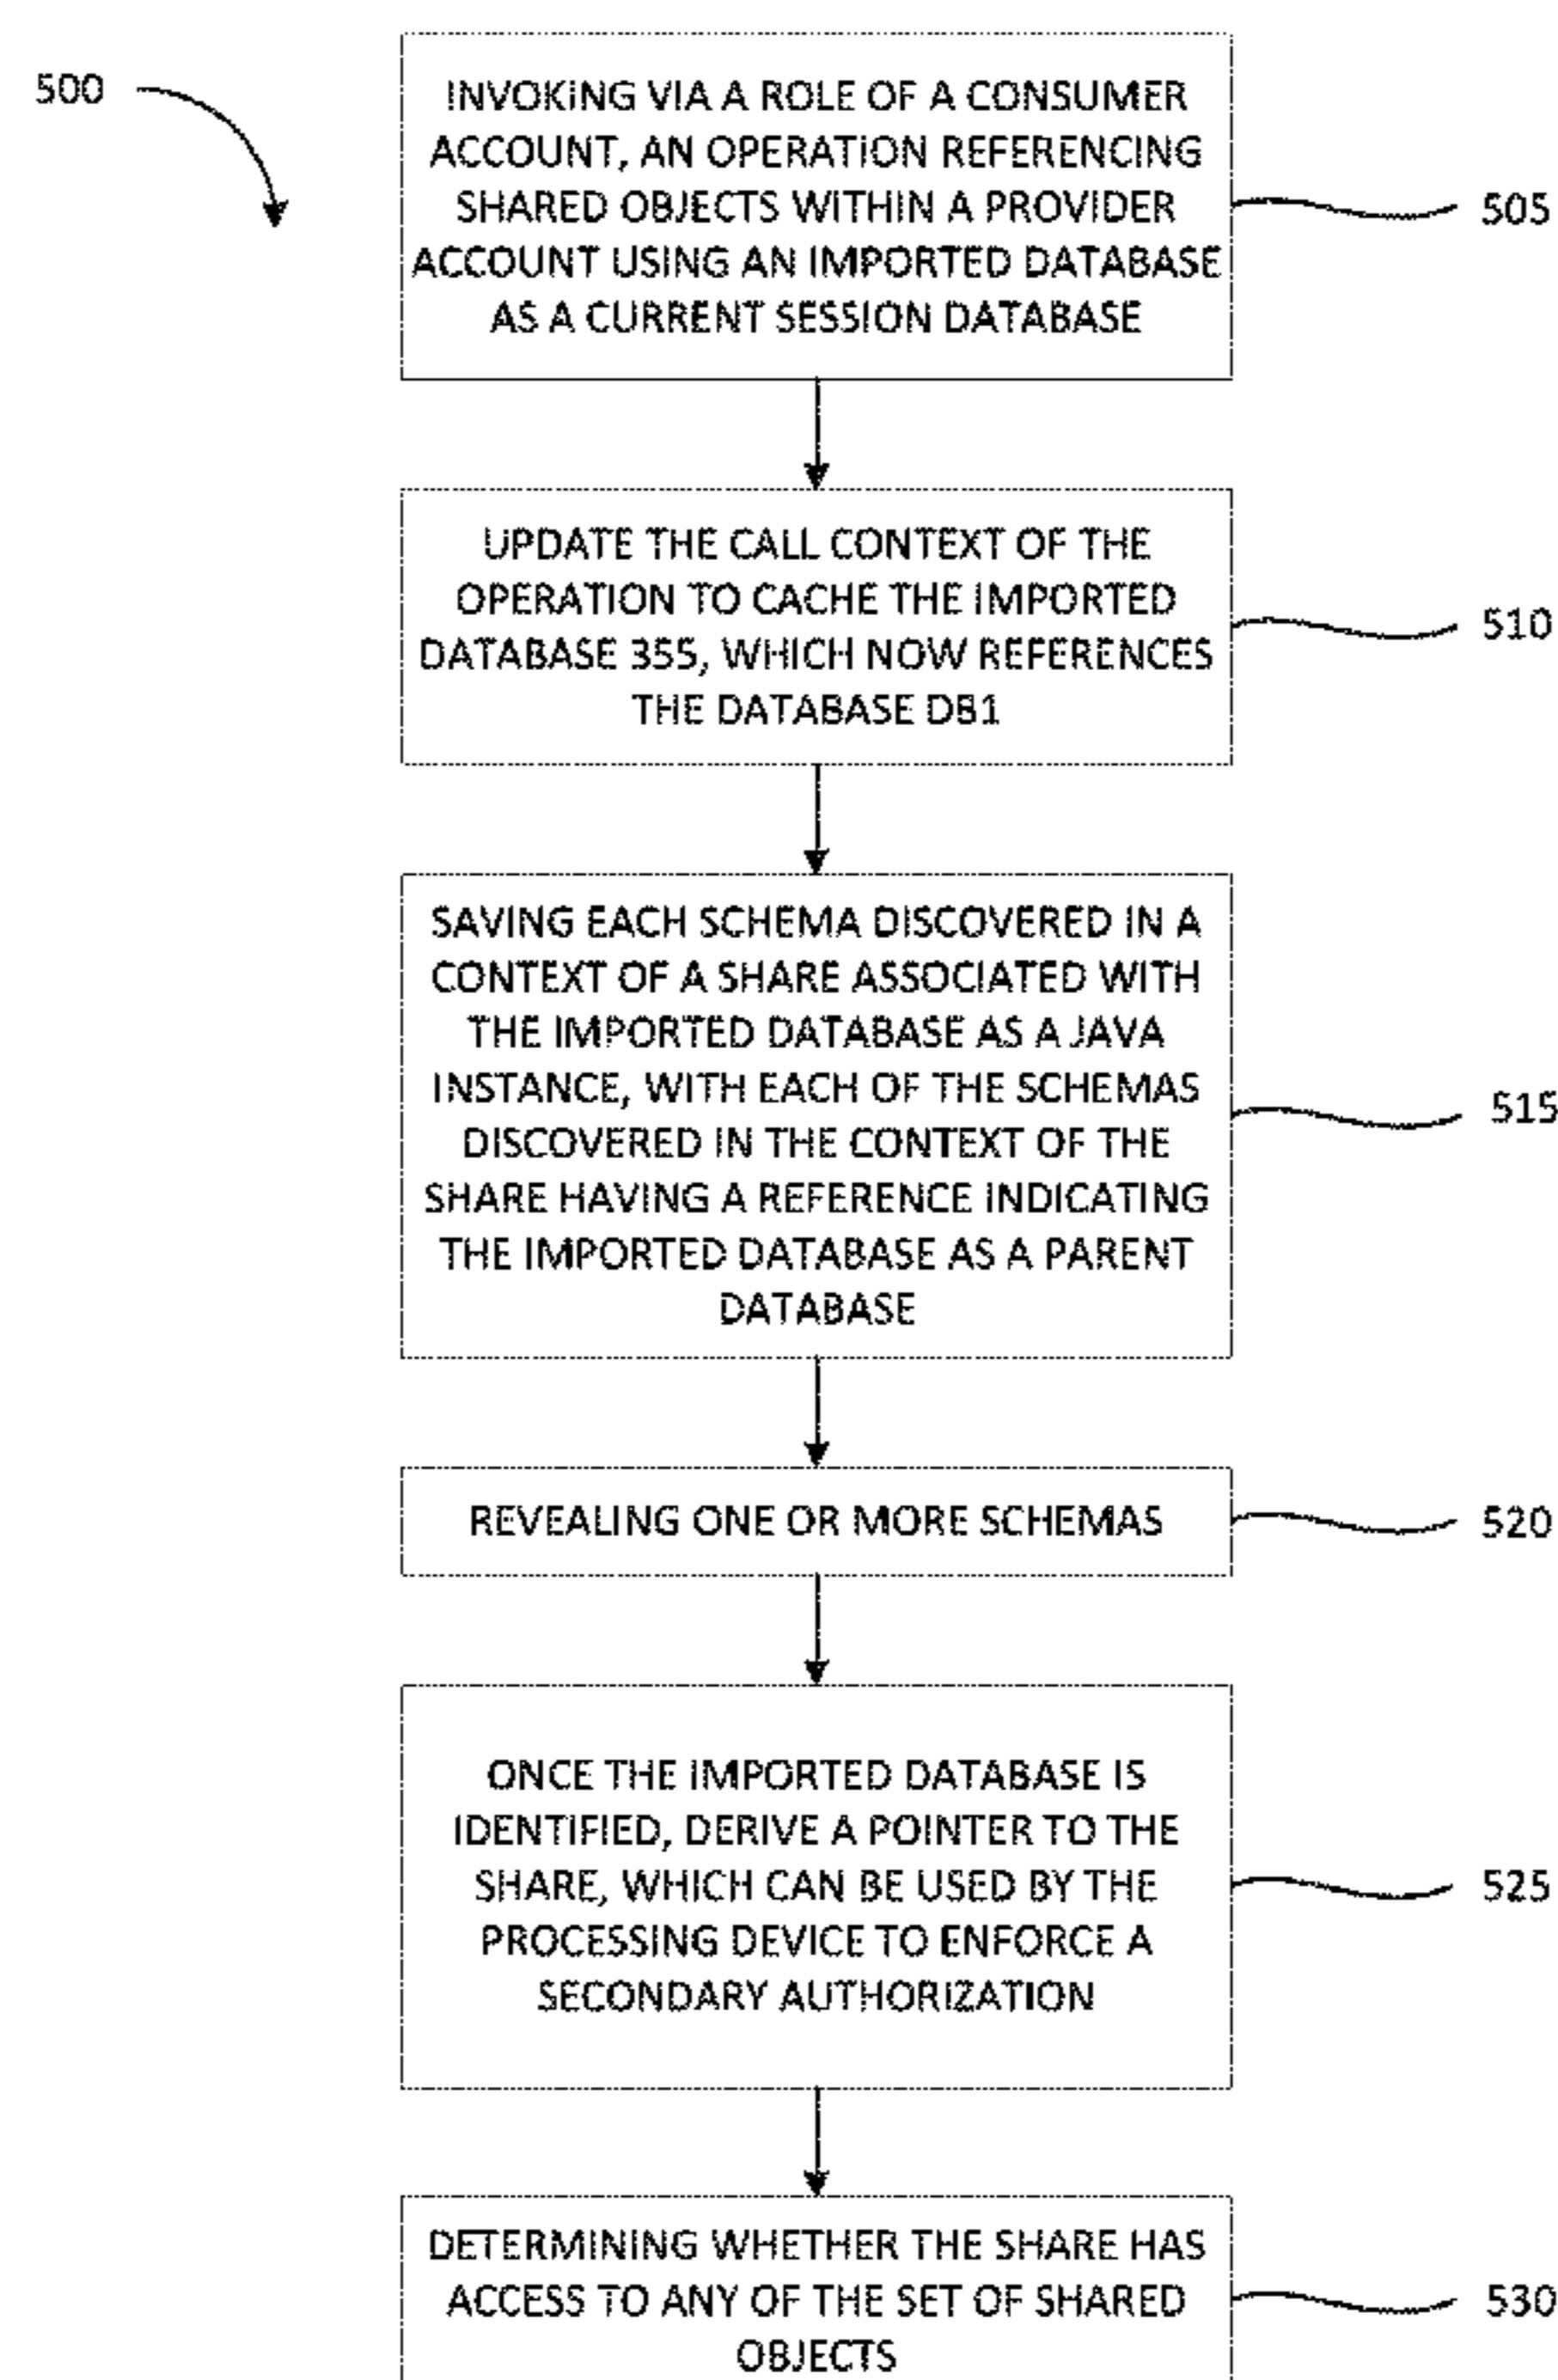 500
INVOKING VIA A ROLE OF A CONSUMER
ACCOUNT, AN OPERATION REFERENCING
SHARED OBJECTS WITHIN A PROVIDER
ACCOUNT USING AN IMPORTED DATABASE
AS A CURRENT SESSION DATABASE
505
UPDATE THE CALL CONTEXT OF THE
OPERATION TO CACHE THE IMPORTED
DATABASE 355, WHICH NOW REFERENCES
THE DATABASE DB1
510
SAVING EACH SCHEMA DISCOVERED IN A
CONTEXT OF A SHARE ASSOCIATED WITH
THE IMPORTED DATABASE AS A JAVA
INSTANCE, WITH EACH OF THE SCHEMAS
DISCOVERED IN THE CONTEXT OF THE
SHARE HAVING A REFERENCE INDICATING
THE IMPORTED DATABASE AS A PARENT
DATABASE
515
REVEALING ONE OR MORE SCHEMAS
520
ONCE THE IMPORTED DATABASE IS
IDENTIFIED, DERIVE A POINTER TO THE
SHARE, WHICH CAN BE USED BY THE
PROCESSING DEVICE TO ENFORCE A
SECONDARY AUTHORIZATION
525
DETERMINING WHETHER THE SHARE HAS
ACCESS TO ANY OF THE SET OF SHARED
OBJECTS
530